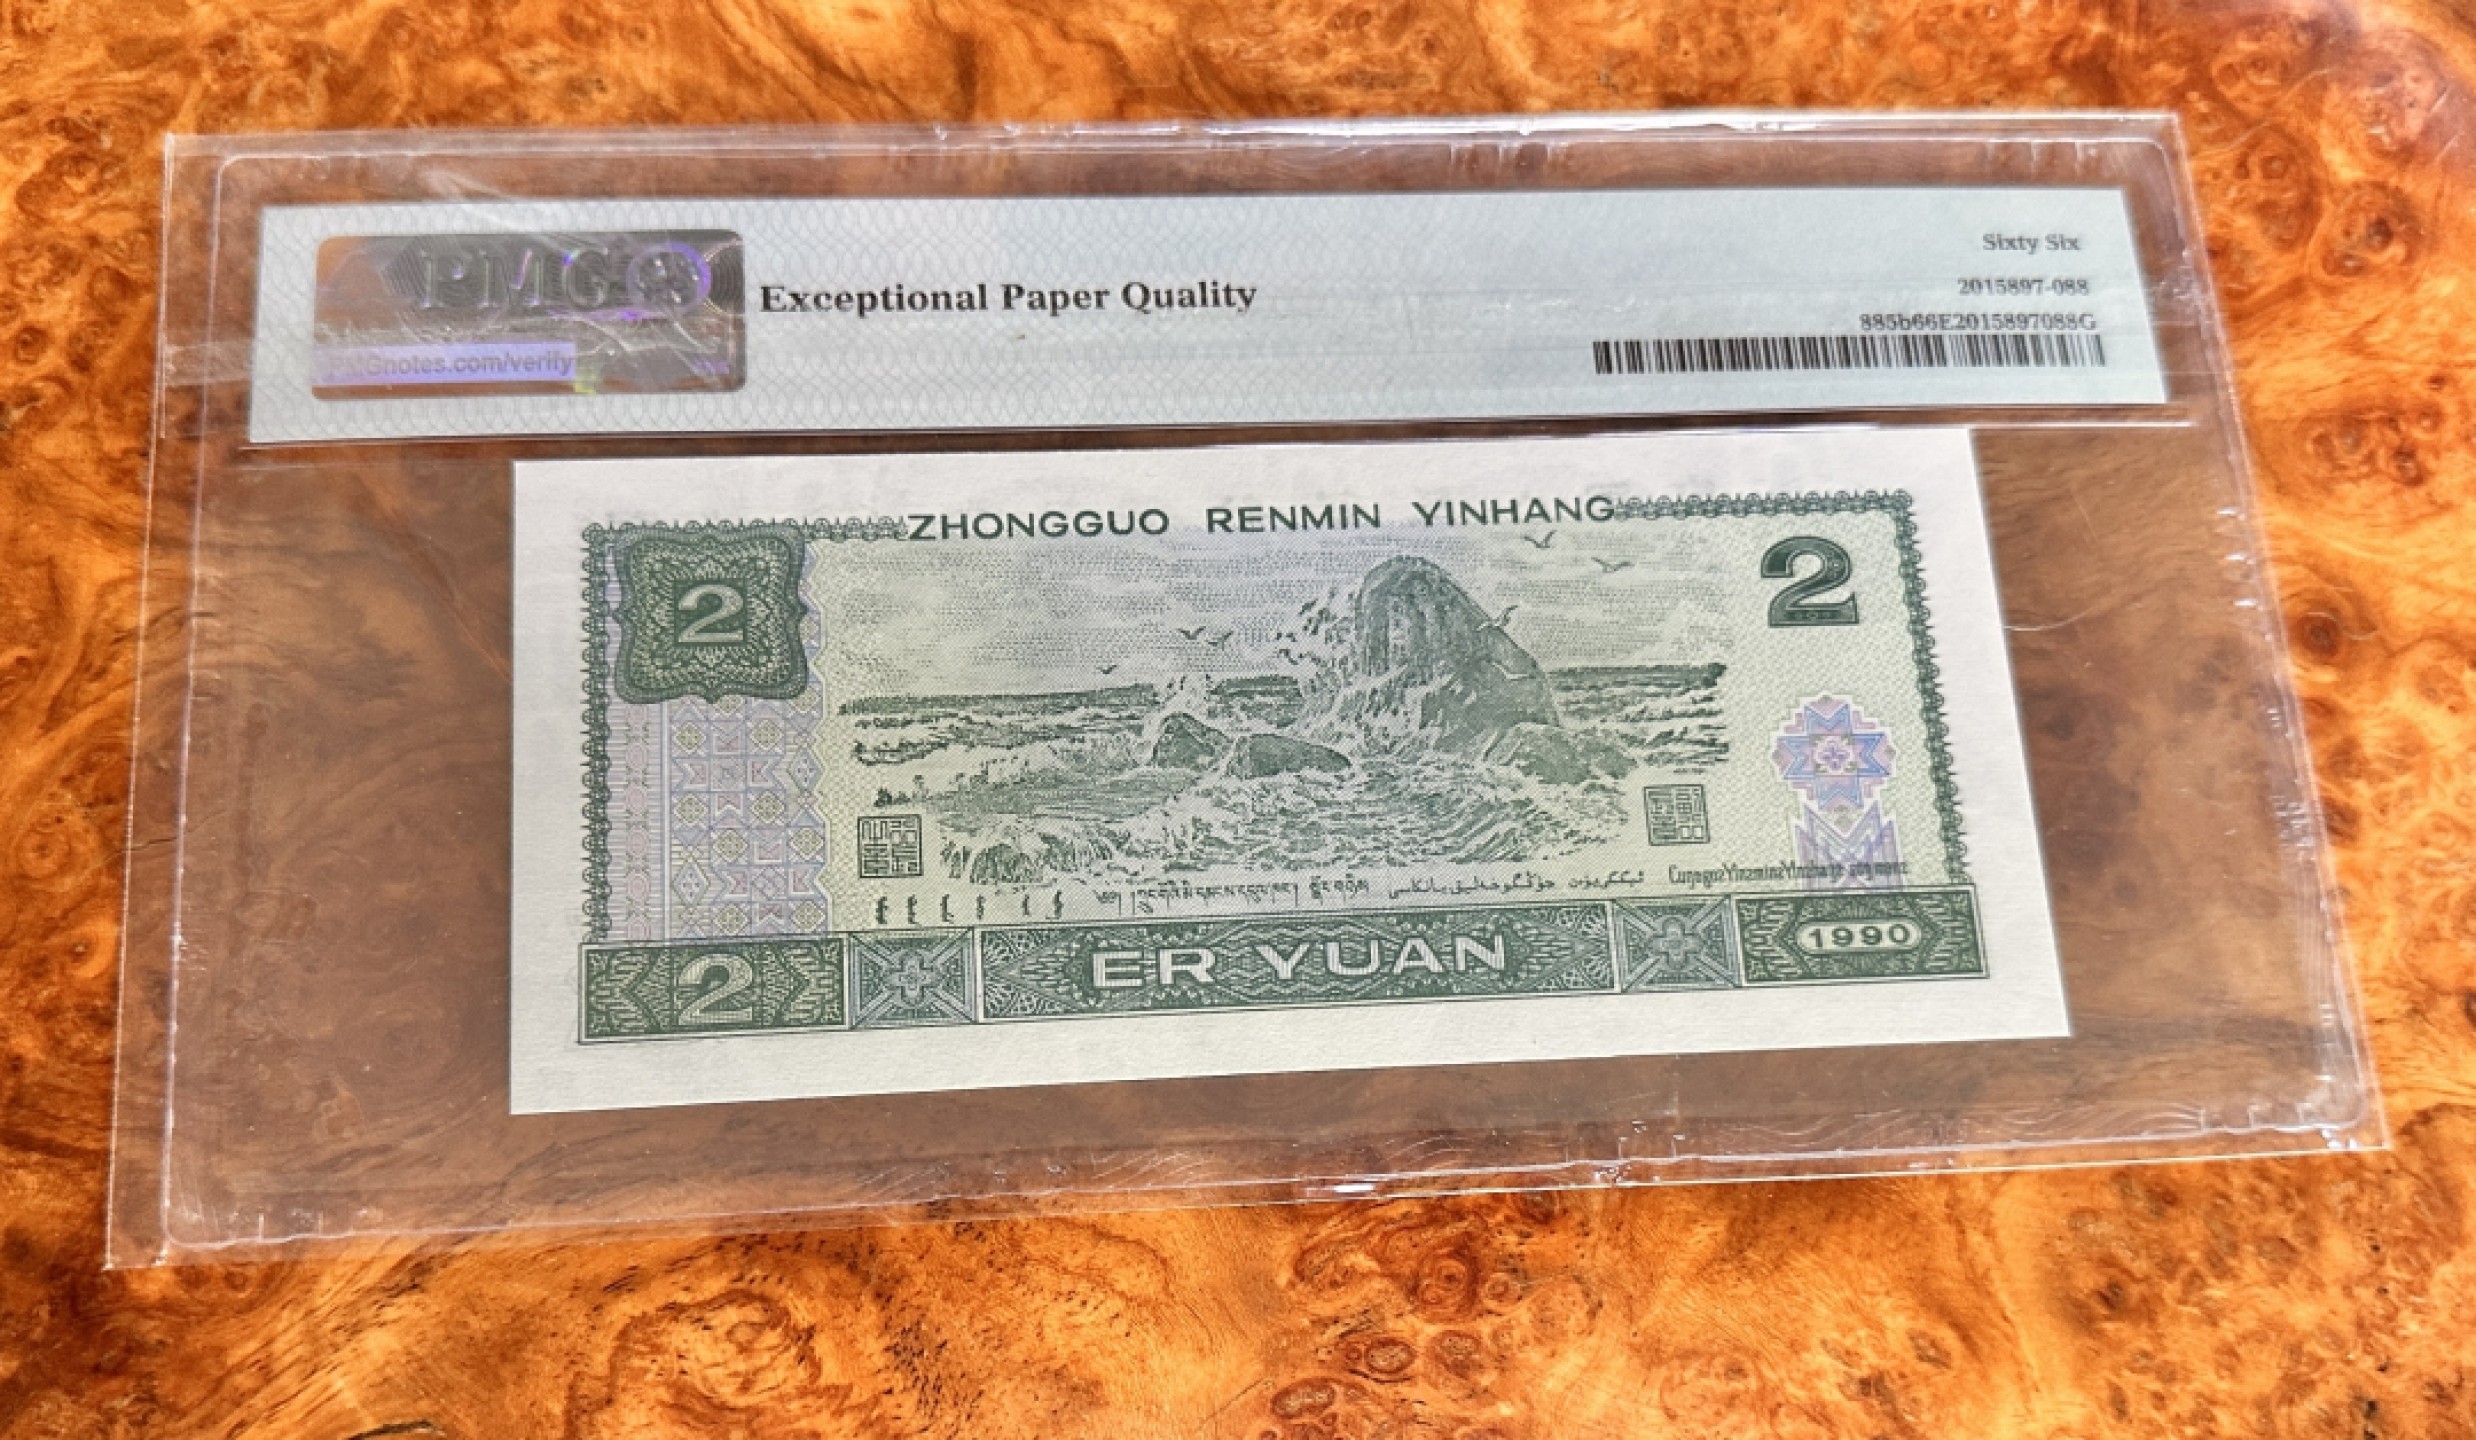 Sixty Six
PMG
Exceptional Paper Quality
2015897-088
885b66E2015897088G
PMGnotes.com/verify
ZHONGGUO RENMIN YINHANG
2
2
2
ER YUAN
1990